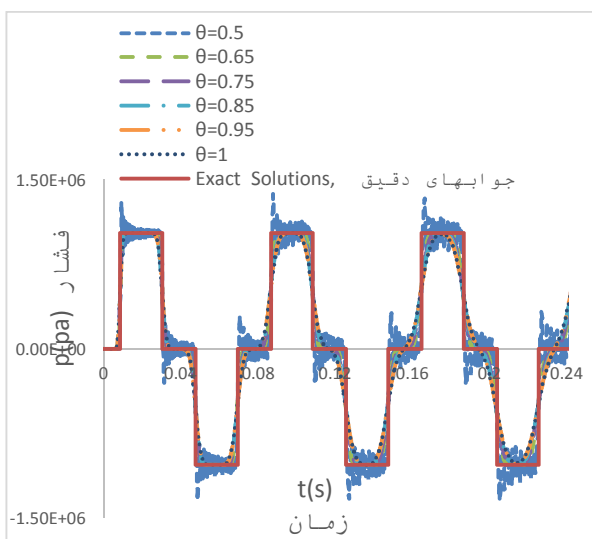 θ=0.5
θ=0.65
θ=0.75
θ=0.85
θ=0.95
θ=1
Exact Solutions, جوابهای دقیق
1.50E+06
0.00E+00
-1.50E+06
p(pa) فشار
0 0.04 0.08 0.12 0.16 0.2 0.24
t(s)
زمان